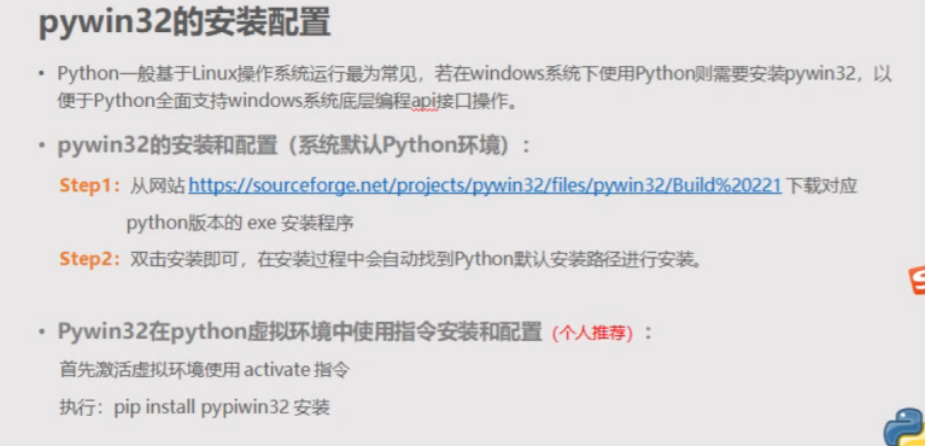 pywin32的安装配置
• Python一般基于Linux操作系统运行最为常见，若在windows系统下使用Python则需要安装pywin32，以
便于Python全面支持windows系统底层编程api接口操作。
• pywin32的安装和配置（系统默认Python环境）：
Step1：从网站 https://sourceforge.net/projects/pywin32/files/pywin32/Build%20221 下载对应
python版本的 exe 安装程序
Step2：双击安装即可，在安装过程中会自动找到Python默认安装路径进行安装。
• Pywin32在python虚拟环境中使用指令安装和配置（个人推荐）：
首先激活虚拟环境使用 activate 指令
执行：pip install pypiwin32 安装